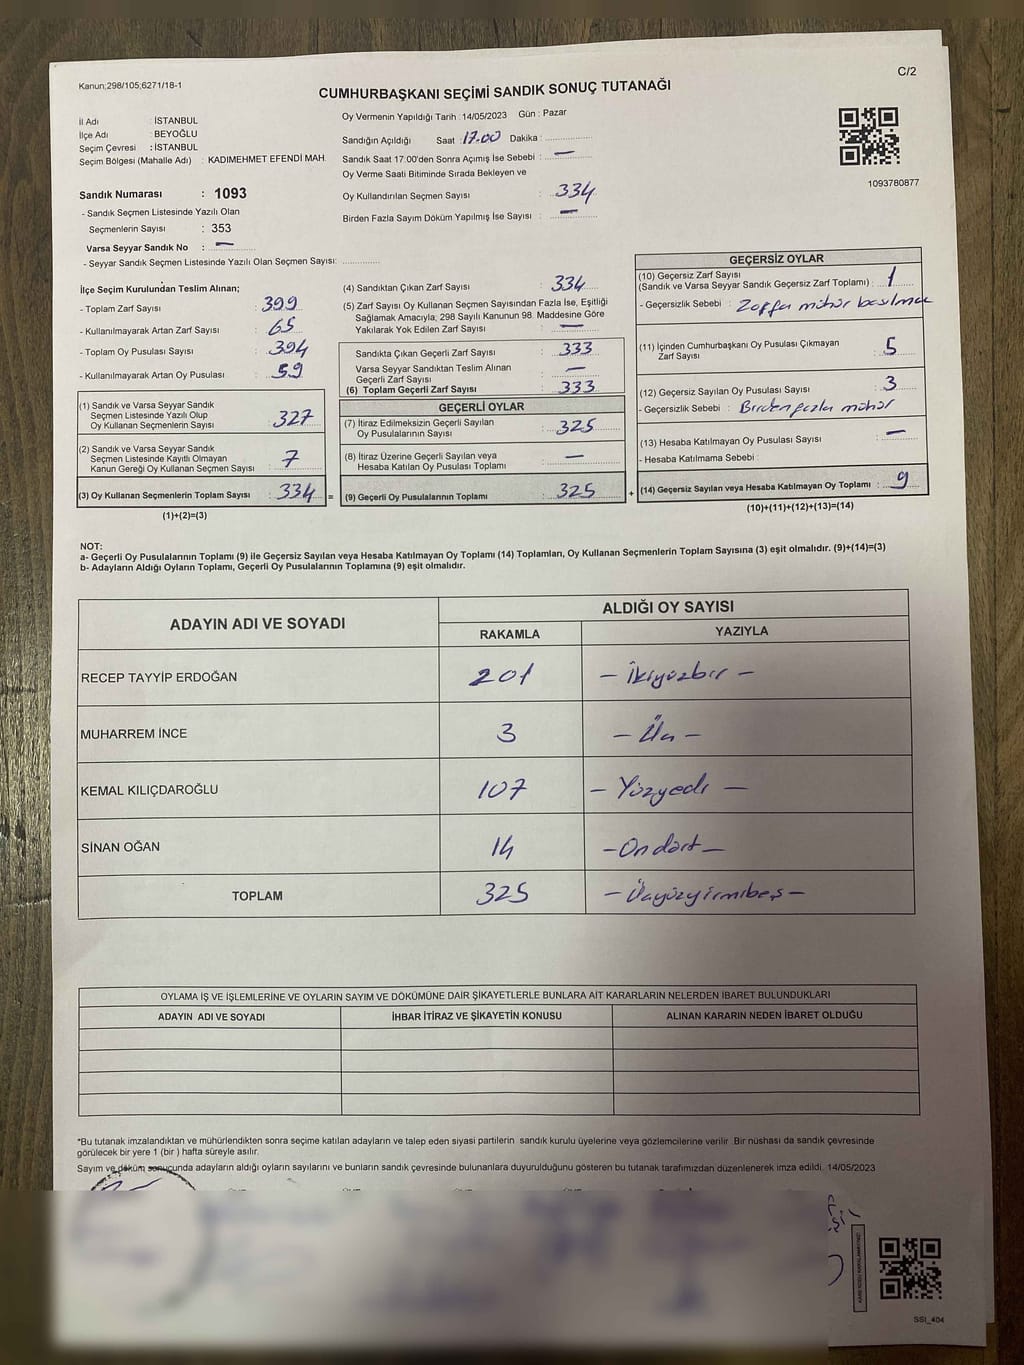 Kanun;298/105;6271/18-1
C/2
CUMHURBAŞKANI SEÇİMİ SANDIK SONUÇ TUTANAĞI
İl Adı : İSTANBUL
İlçe Adı : BEYOĞLU
Seçim Çevresi : İSTANBUL
Seçim Bölgesi (Mahalle Adı) : KADIMEHMET EFENDİ MAH.
Sandık Numarası : 1093
- Sandık Seçmen Listesinde Yazılı Olan
Seçmenlerin Sayısı : 353
Varsa Seyyar Sandık No : —
- Seyyar Sandık Seçmen Listesinde Yazılı Olan Seçmen Sayısı: ..............
Oy Vermenin Yapıldığı Tarih : 14/05/2023 Gün : Pazar
Sandığın Açıldığı Saat : 17.00 Dakika : ..............
Sandık Saat 17:00'den Sonra Açımış İse Sebebi : —
Oy Verme Saati Bitiminde Sırada Bekleyen ve
Oy Kullandırılan Seçmen Sayısı : 334
Birden Fazla Sayım Döküm Yapılmış İse Sayısı : —
1093780877
İlçe Seçim Kurulundan Teslim Alınan;
- Toplam Zarf Sayısı : 399
- Kullanılmayarak Artan Zarf Sayısı : 65
- Toplam Oy Pusulası Sayısı : 394
- Kullanılmayarak Artan Oy Pusulası : 59
(1) Sandık ve Varsa Seyyar Sandık
Seçmen Listesinde Yazılı Olup
Oy Kullanan Seçmenlerin Sayısı : 327
(2) Sandık ve Varsa Seyyar Sandık
Seçmen Listesinde Kayıtlı Olmayan
Kanun Gereği Oy Kullanan Seçmen Sayısı : 7
(3) Oy Kullanan Seçmenlerin Toplam Sayısı : 334 =
(1)+(2)=(3)
(4) Sandıktan Çıkan Zarf Sayısı : 334
(5) Zarf Sayısı Oy Kullanan Seçmen Sayısından Fazla İse, Eşitliği
Sağlamak Amacıyla, 298 Sayılı Kanunun 98. Maddesine Göre
Yakılarak Yok Edilen Zarf Sayısı : —
Sandıkta Çıkan Geçerli Zarf Sayısı : 333
Varsa Seyyar Sandıktan Teslim Alınan
Geçerli Zarf Sayısı : —
(6) Toplam Geçerli Zarf Sayısı : 333
GEÇERLİ OYLAR
(7) İtiraz Edilmeksizin Geçerli Sayılan
Oy Pusulalarının Sayısı : 325
(8) İtiraz Üzerine Geçerli Sayılan veya
Hesaba Katılan Oy Pusulası Toplamı : —
(9) Geçerli Oy Pusulalarının Toplamı : 325 +
GEÇERSİZ OYLAR
(10) Geçersiz Zarf Sayısı
(Sandık ve Varsa Seyyar Sandık Geçersiz Zarf Toplamı) : 1
- Geçersizlik Sebebi : Zarfa mühür basılması
(11) İçinden Cumhurbaşkanı Oy Pusulası Çıkmayan
Zarf Sayısı : 5
(12) Geçersiz Sayılan Oy Pusulası Sayısı : 3
- Geçersizlik Sebebi : Birden fazla mühür
(13) Hesaba Katılmayan Oy Pusulası Sayısı : —
- Hesaba Katılmama Sebebi :
(14) Geçersiz Sayılan veya Hesaba Katılmayan Oy Toplamı : 9
(10)+(11)+(12)+(13)=(14)
NOT:
a- Geçerli Oy Pusulalarının Toplamı (9) ile Geçersiz Sayılan veya Hesaba Katılmayan Oy Toplamı (14) Toplamları, Oy Kullanan Seçmenlerin Toplam Sayısına (3) eşit olmalıdır. (9)+(14)=(3)
b- Adayların Aldığı Oyların Toplamı, Geçerli Oy Pusulalarının Toplamına (9) eşit olmalıdır.
ADAYIN ADI VE SOYADI ALDIĞI OY SAYISI
RAKAMLA YAZIYLA
RECEP TAYYİP ERDOĞAN 201 — İkiyüzbir —
MUHARREM İNCE 3 — Üç —
KEMAL KILIÇDAROĞLU 107 — Yüzyedi —
SİNAN OĞAN 14 — Ondört —
TOPLAM 325 — Üçyüzyirmibeş —
OYLAMA İŞ VE İŞLEMLERİNE VE OYLARIN SAYIM VE DÖKÜMÜNE DAİR ŞİKAYETLERLE BUNLARA AİT KARARLARIN NELERDEN İBARET BULUNDUKLARI
ADAYIN ADI VE SOYADI İHBAR İTİRAZ VE ŞİKAYETİN KONUSU ALINAN KARARIN NEDEN İBARET OLDUĞU
*Bu tutanak imzalandıktan ve mühürlendikten sonra seçime katılan adayların ve talep eden siyasi partilerin sandık kurulu üyelerine veya gözlemcilerine verilir. Bir nüshası da sandık çevresinde
görülecek bir yere 1 (bir) hafta süreyle asılır.
Sayım ve döküm sonucunda adayların aldığı oyların sayılarını ve bunların sandık çevresinde bulunanlara duyurulduğunu gösteren bu tutanak tarafımızdan düzenlenerek imza edildi. 14/05/2023
SSI_404